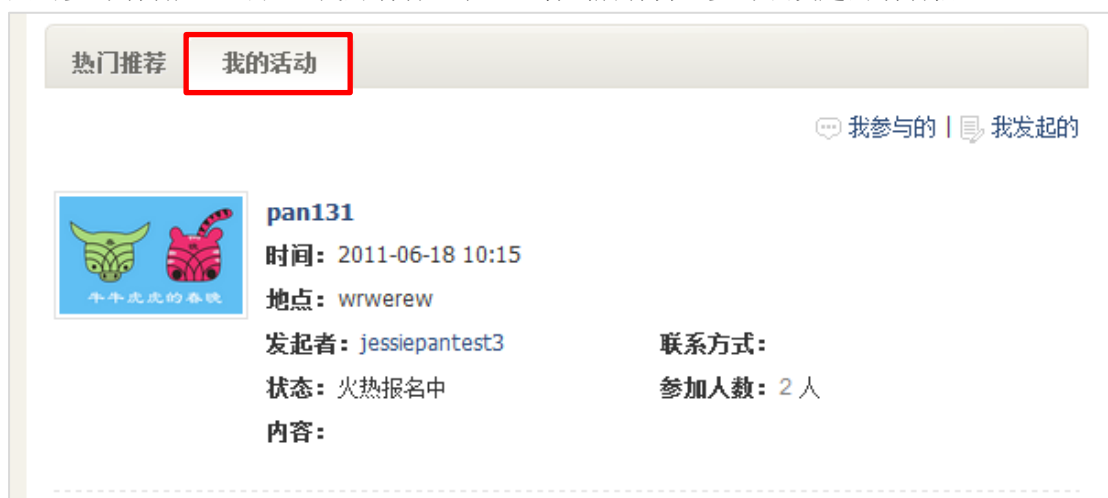 热门推荐 我的活动
我参与的 | 我发起的
pan131
时间：2011-06-18 10:15
牛牛虎虎的春晚
地点：wrwerew
发起者：jessiepantest3 联系方式：
状态：火热报名中 参加人数：2 人
内容：